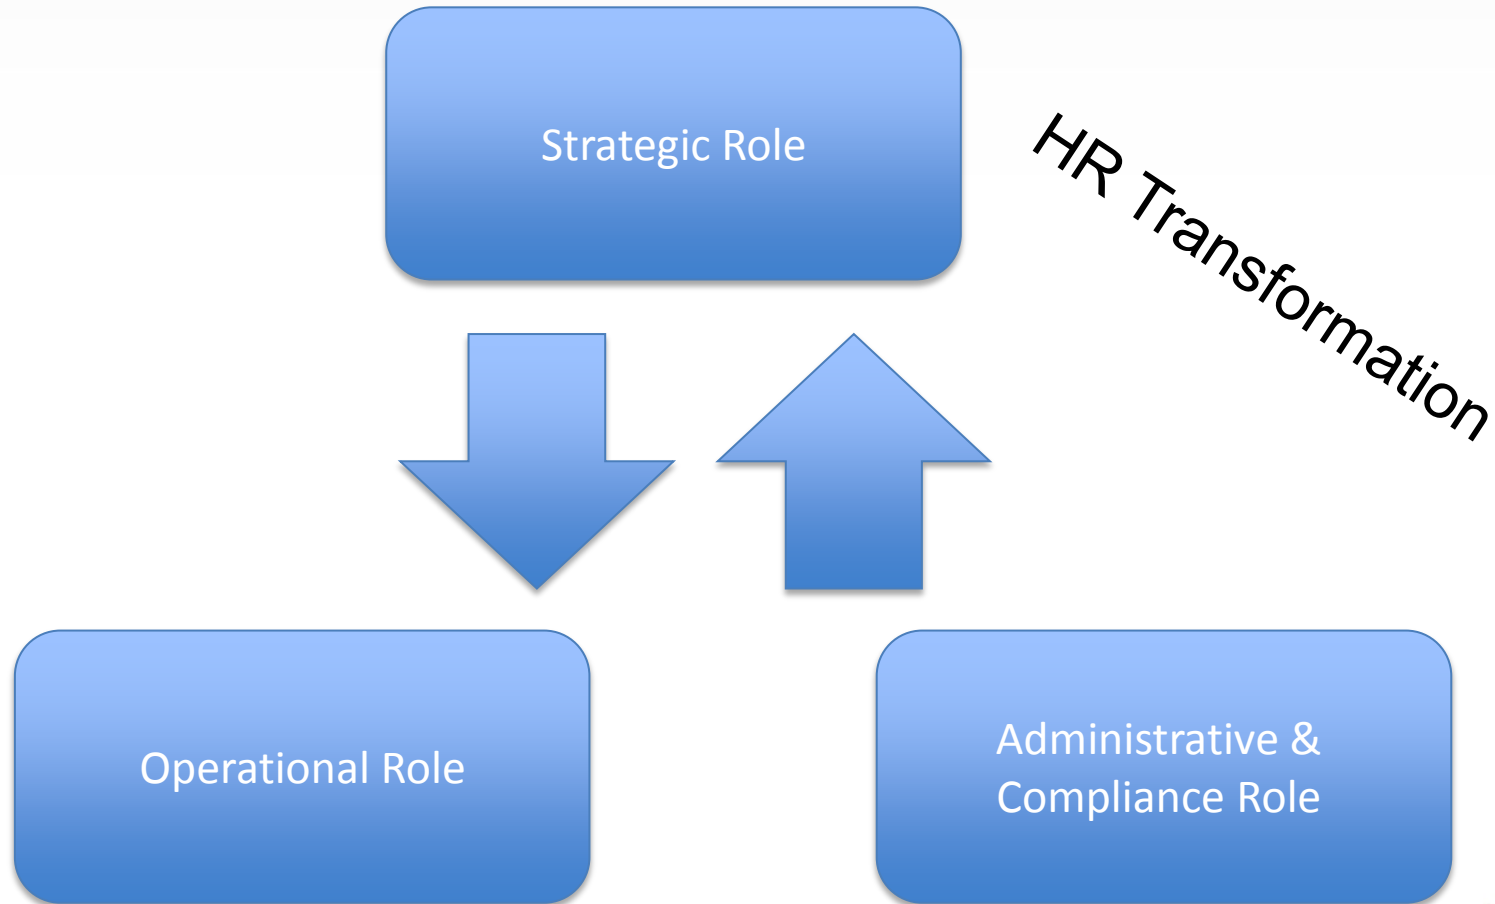 Strategic Role
HR Transformation
Operational Role
Administrative &
Compliance Role